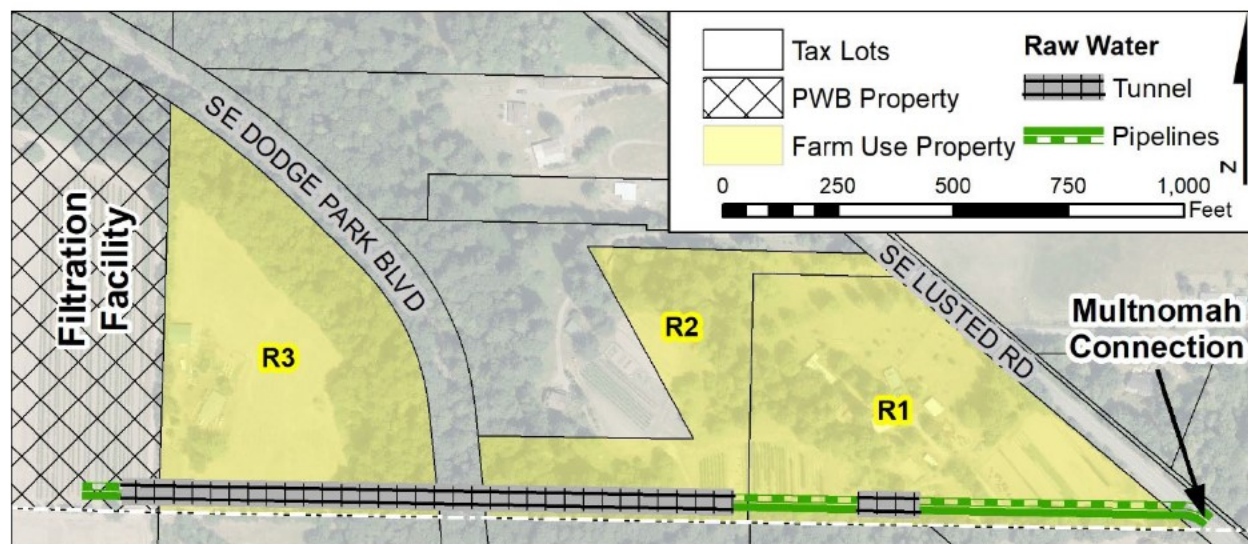 Tax Lots
PWB Property
Farm Use Property
Raw Water
Tunnel
Pipelines
0 250 500 750 1,000
Feet
N
SE DODGE PARK BLVD
SE LUSTED RD
Filtration
Facility
R3
R2
R1
Multnomah
Connection